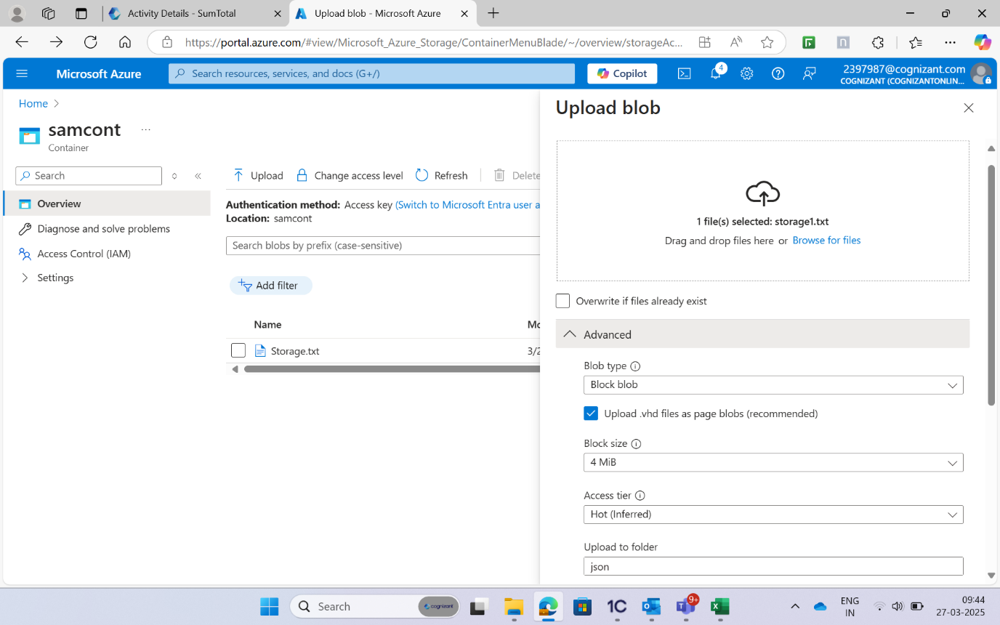 Activity Details - SumTotal
Upload blob - Microsoft Azure
https://portal.azure.com/#view/Microsoft_Azure_Storage/ContainerMenuBlade/~/overview/storageAc...
Microsoft Azure
Search resources, services, and docs (G+/)
Copilot
4
2397987@cognizant.com
COGNIZANT (COGNIZANTONLIN...
Home
samcont
...
Container
Search
Overview
Diagnose and solve problems
Access Control (IAM)
Settings
Upload
Change access level
Refresh
Delete
Authentication method: Access key (Switch to Microsoft Entra user a
Location: samcont
Search blobs by prefix (case-sensitive)
Add filter
Name
Mo
Storage.txt
3/2
Upload blob
1 file(s) selected: storage1.txt
Drag and drop files here or Browse for files
Overwrite if files already exist
Advanced
Blob type
Block blob
Upload .vhd files as page blobs (recommended)
Block size
4 MiB
Access tier
Hot (Inferred)
Upload to folder
json
Search
cognizant
1C
9+
ENG
IN
09:44
27-03-2025